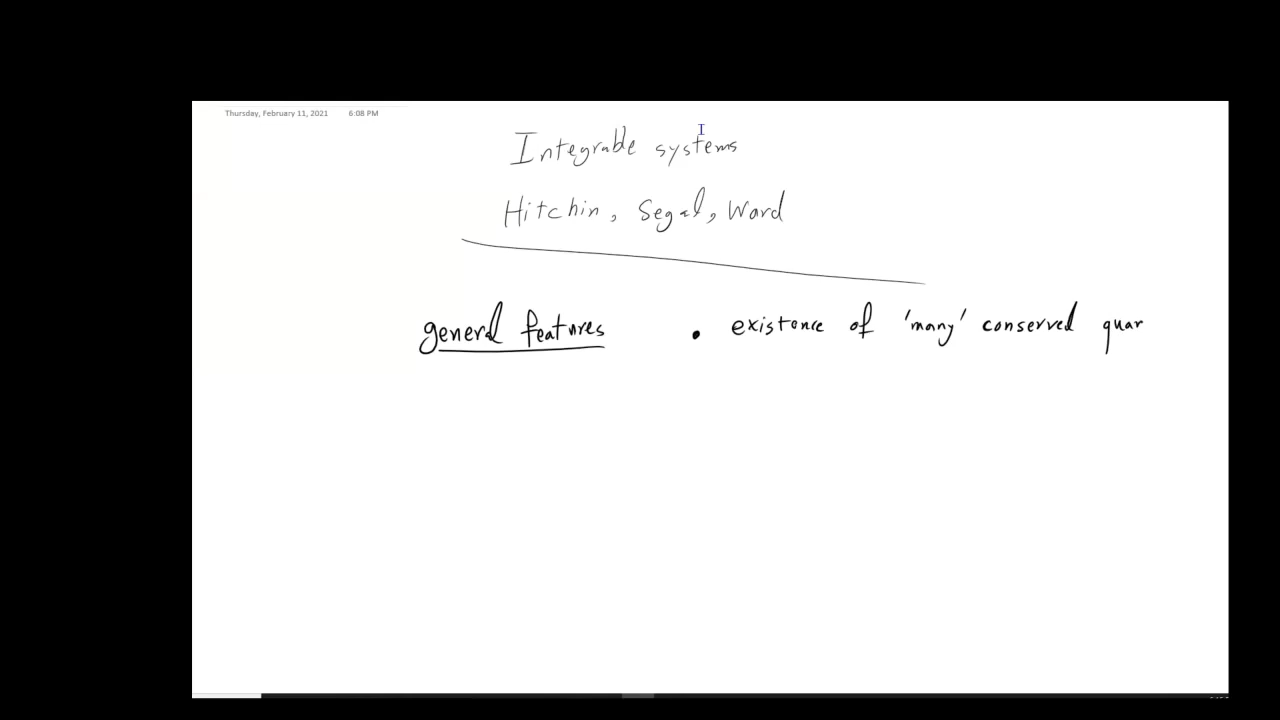 Thursday, February 11, 2021 6:08 PM
Integrable systems
Hitchin, Segal, Ward
general features • existence of 'many' conserved quan